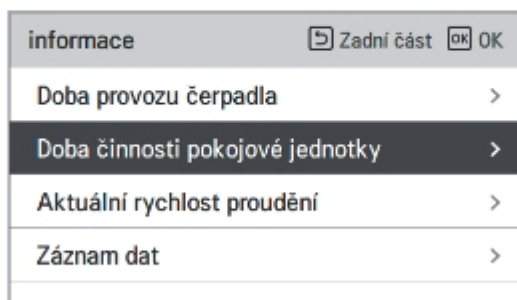 informace Zadní část OK OK
Doba provozu čerpadla >
Doba činnosti pokojové jednotky >
Aktuální rychlost proudění >
Záznam dat >